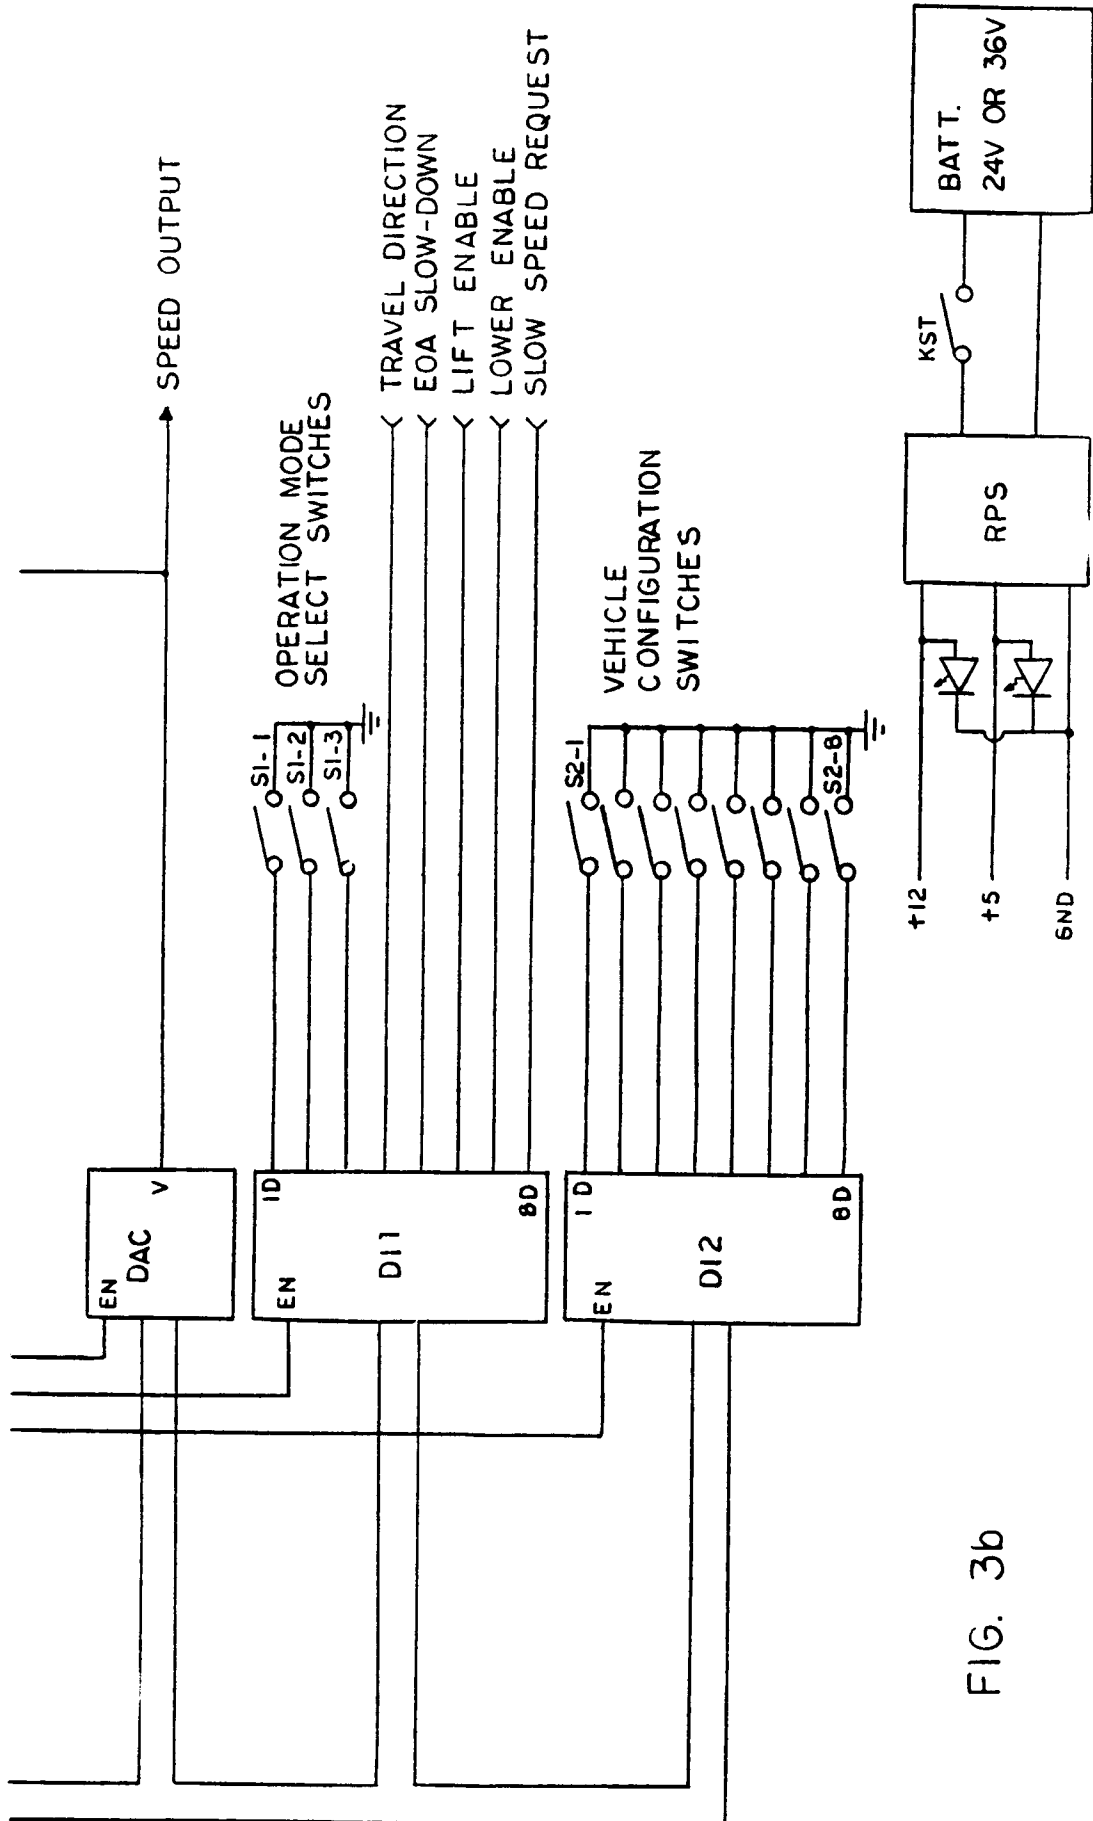 SPEED OUTPUT
EN
DAC
V
OPERATION MODE
SELECT SWITCHES
S1-1
S1-2
S1-3
1D
EN
DI1
8D
TRAVEL DIRECTION
EOA SLOW-DOWN
LIFT ENABLE
LOWER ENABLE
SLOW SPEED REQUEST
VEHICLE
CONFIGURATION
SWITCHES
S2-1
S2-8
1D
EN
DI2
8D
+12
+5
GND
RPS
KST
BATT.
24V OR 36V
FIG. 3b